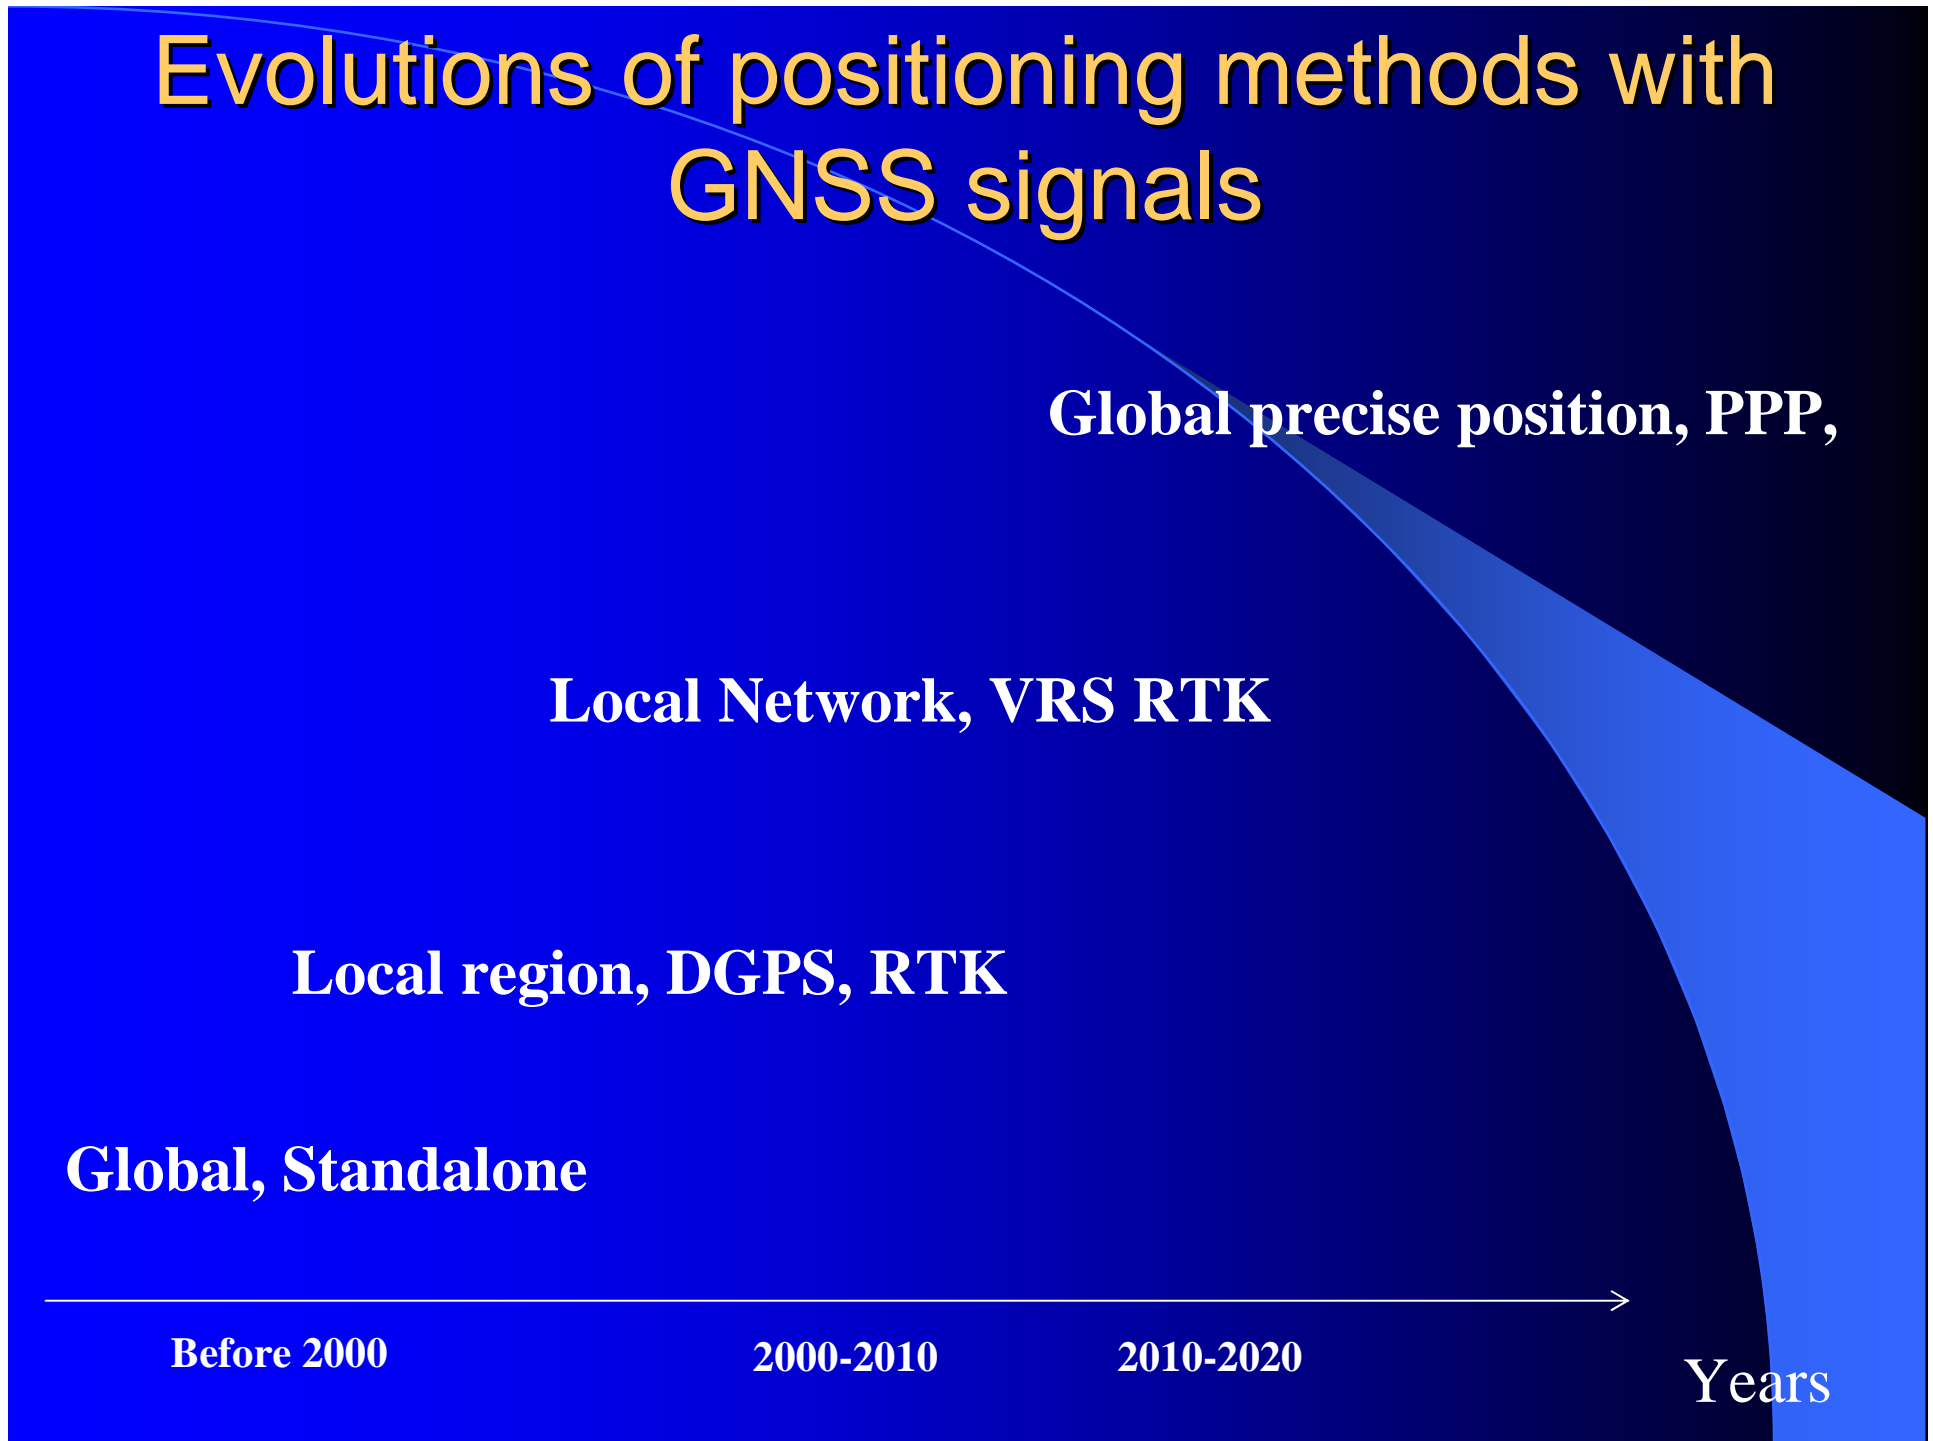 Evolutions of positioning methods with
GNSS signals
Global precise position, PPP,
Local Network, VRS RTK
Local region, DGPS, RTK
Global, Standalone
Before 2000
2000-2010
2010-2020
Years